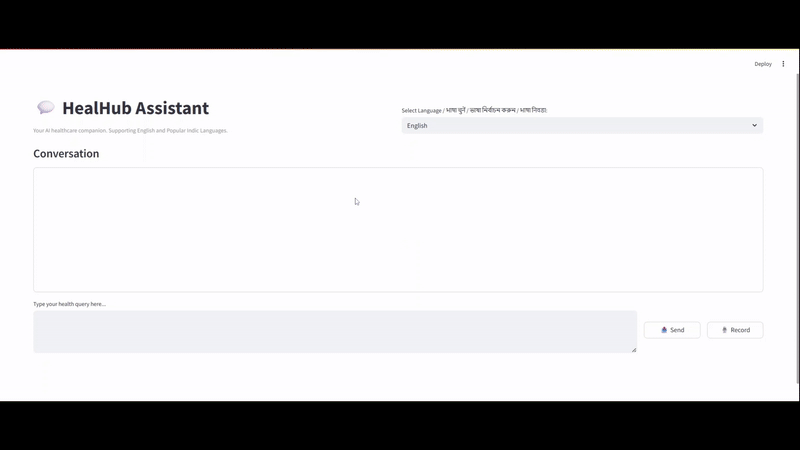 Deploy
HealHub Assistant
Select Language / भाषा चुनें / ভাষা নির্বাচন করুন / भाषा निवडा:
Your AI healthcare companion. Supporting English and Popular Indic Languages.
English
Conversation
Type your health query here...
Send
Record